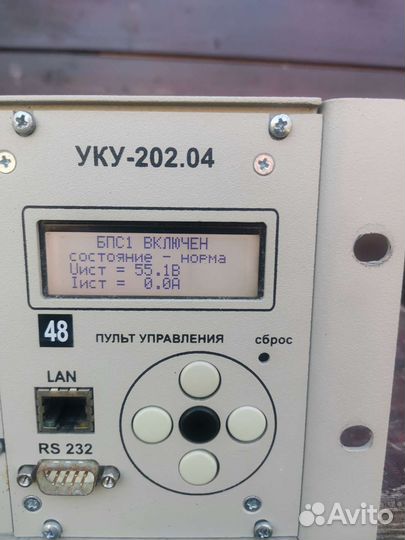 УКУ-202.04
БПС1 ВКЛЮЧЕН
состояние - норма
Uист = 55.1В
Iист = 0.0А
48
ПУЛЬТ УПРАВЛЕНИЯ
сброс
LAN
RS 232
Avito